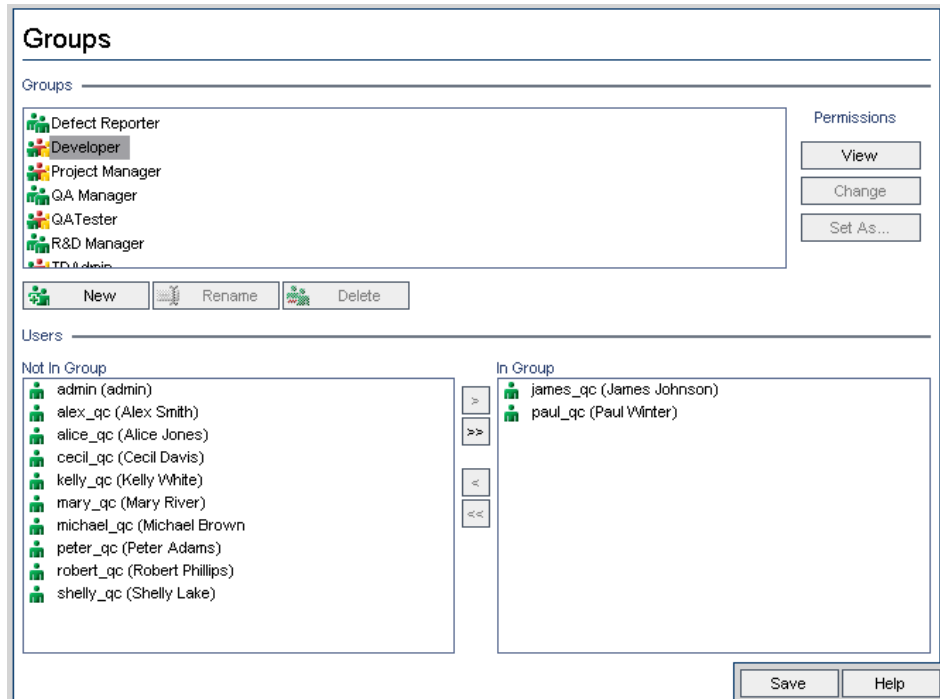 Groups
Groups
Defect Reporter
Developer
Project Manager
QA Manager
QATester
R&D Manager
TDAdmin
Permissions
View
Change
Set As...
New
Rename
Delete
Users
Not In Group
admin (admin)
alex_qc (Alex Smith)
alice_qc (Alice Jones)
cecil_qc (Cecil Davis)
kelly_qc (Kelly White)
mary_qc (Mary River)
michael_qc (Michael Brown
peter_qc (Peter Adams)
robert_qc (Robert Phillips)
shelly_qc (Shelly Lake)
>
>>
<
<<
In Group
james_qc (James Johnson)
paul_qc (Paul Winter)
Save
Help